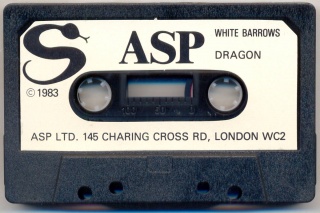 ASP
WHITE BARROWS
DRAGON
© 1983
ASP LTD. 145 CHARING CROSS RD, LONDON WC2